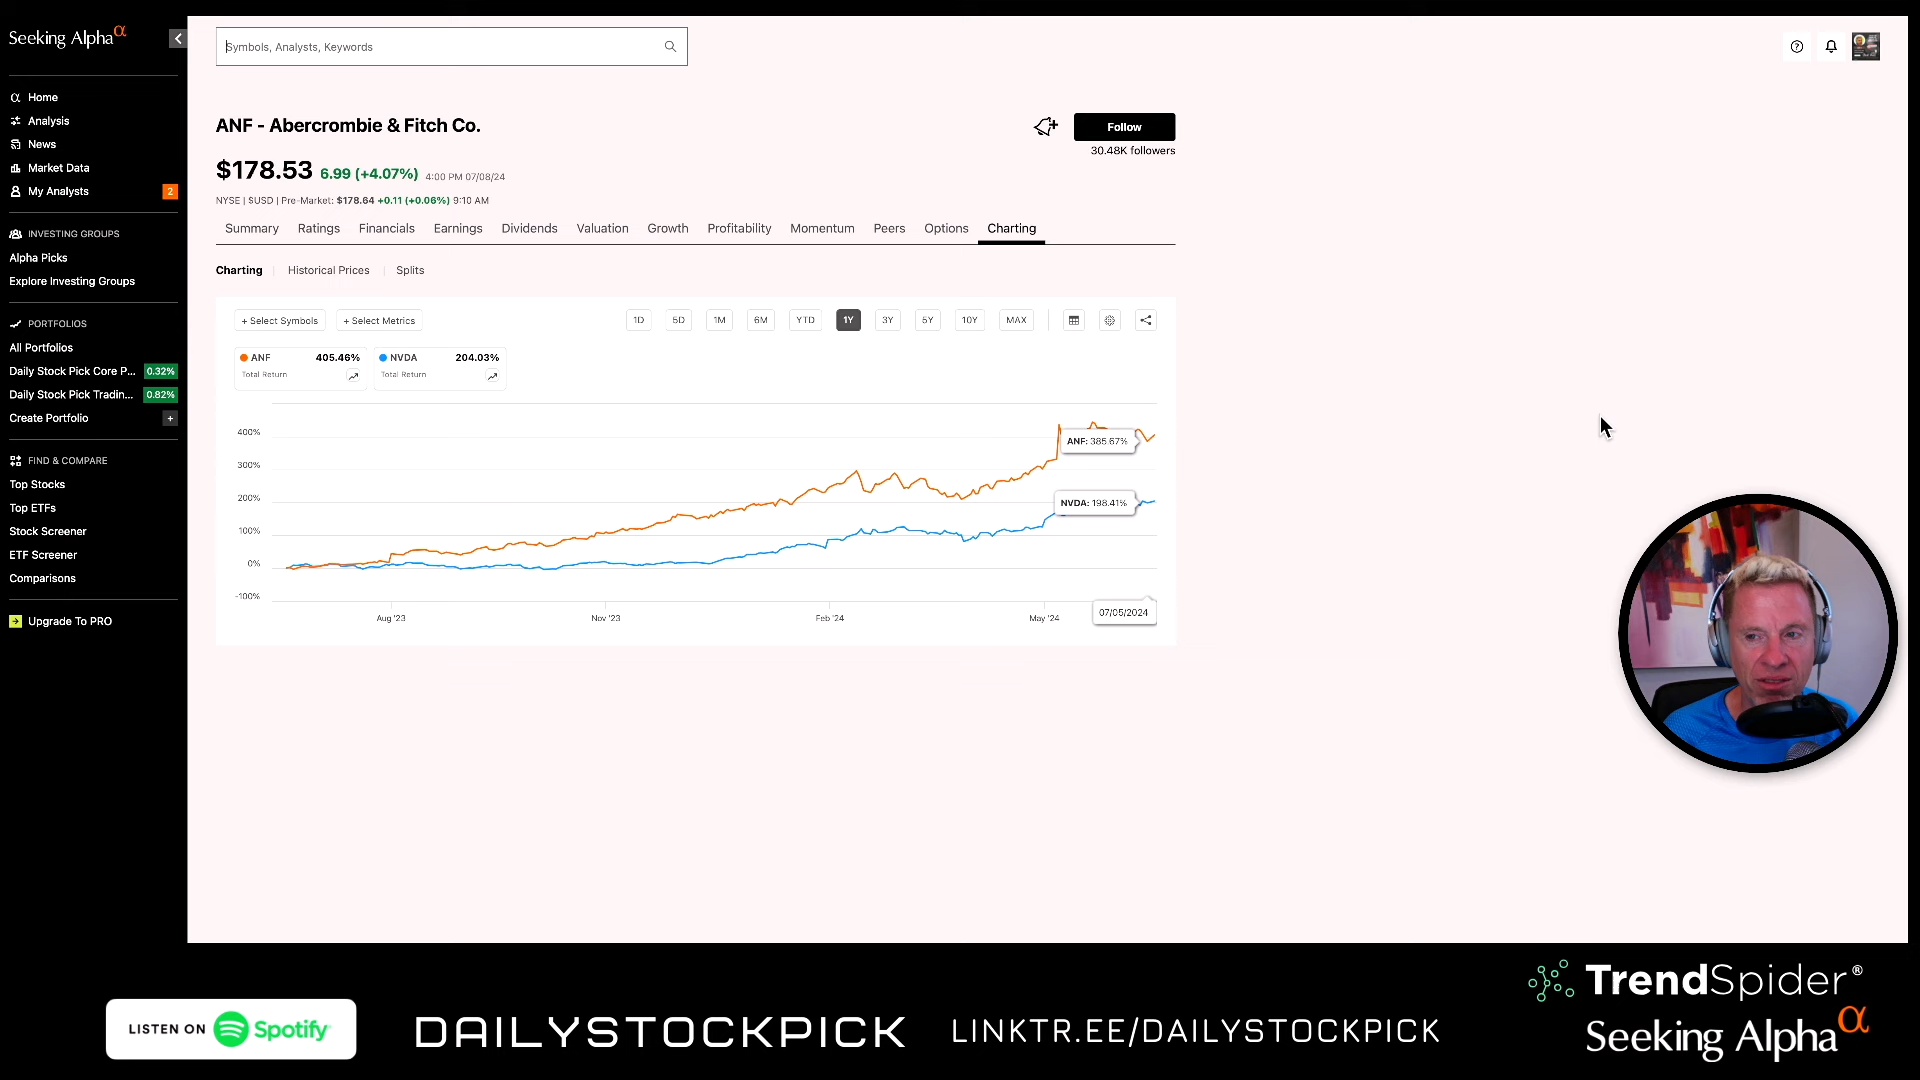 Seeking Alpha α
Symbols, Analysts, Keywords
Home
Analysis
News
Market Data
My Analysts 2
INVESTING GROUPS
Alpha Picks
Explore Investing Groups
PORTFOLIOS
All Portfolios
Daily Stock Pick Core P... 0.32%
Daily Stock Pick Tradin... 0.82%
Create Portfolio +
FIND & COMPARE
Top Stocks
Top ETFs
Stock Screener
ETF Screener
Comparisons
Upgrade To PRO
ANF - Abercrombie & Fitch Co.
Follow
30.48K followers
$178.53 6.99 (+4.07%) 4:00 PM 07/08/24
NYSE | $USD | Pre-Market: $178.64 +0.11 (+0.06%) 9:10 AM
Summary Ratings Financials Earnings Dividends Valuation Growth Profitability Momentum Peers Options Charting
Charting Historical Prices Splits
+ Select Symbols + Select Metrics 1D 5D 1M 6M YTD 1Y 3Y 5Y 10Y MAX
ANF 405.46% NVDA 204.03%
Total Return Total Return
400%
ANF: 385.67%
300%
200%
NVDA: 198.41%
100%
0%
-100%
Aug '23 Nov '23 Feb '24 May '24 07/05/2024
LISTEN ON Spotify
DAILYSTOCKPICK
LINKTR.EE/DAILYSTOCKPICK
TrendSpider®
Seeking Alpha α